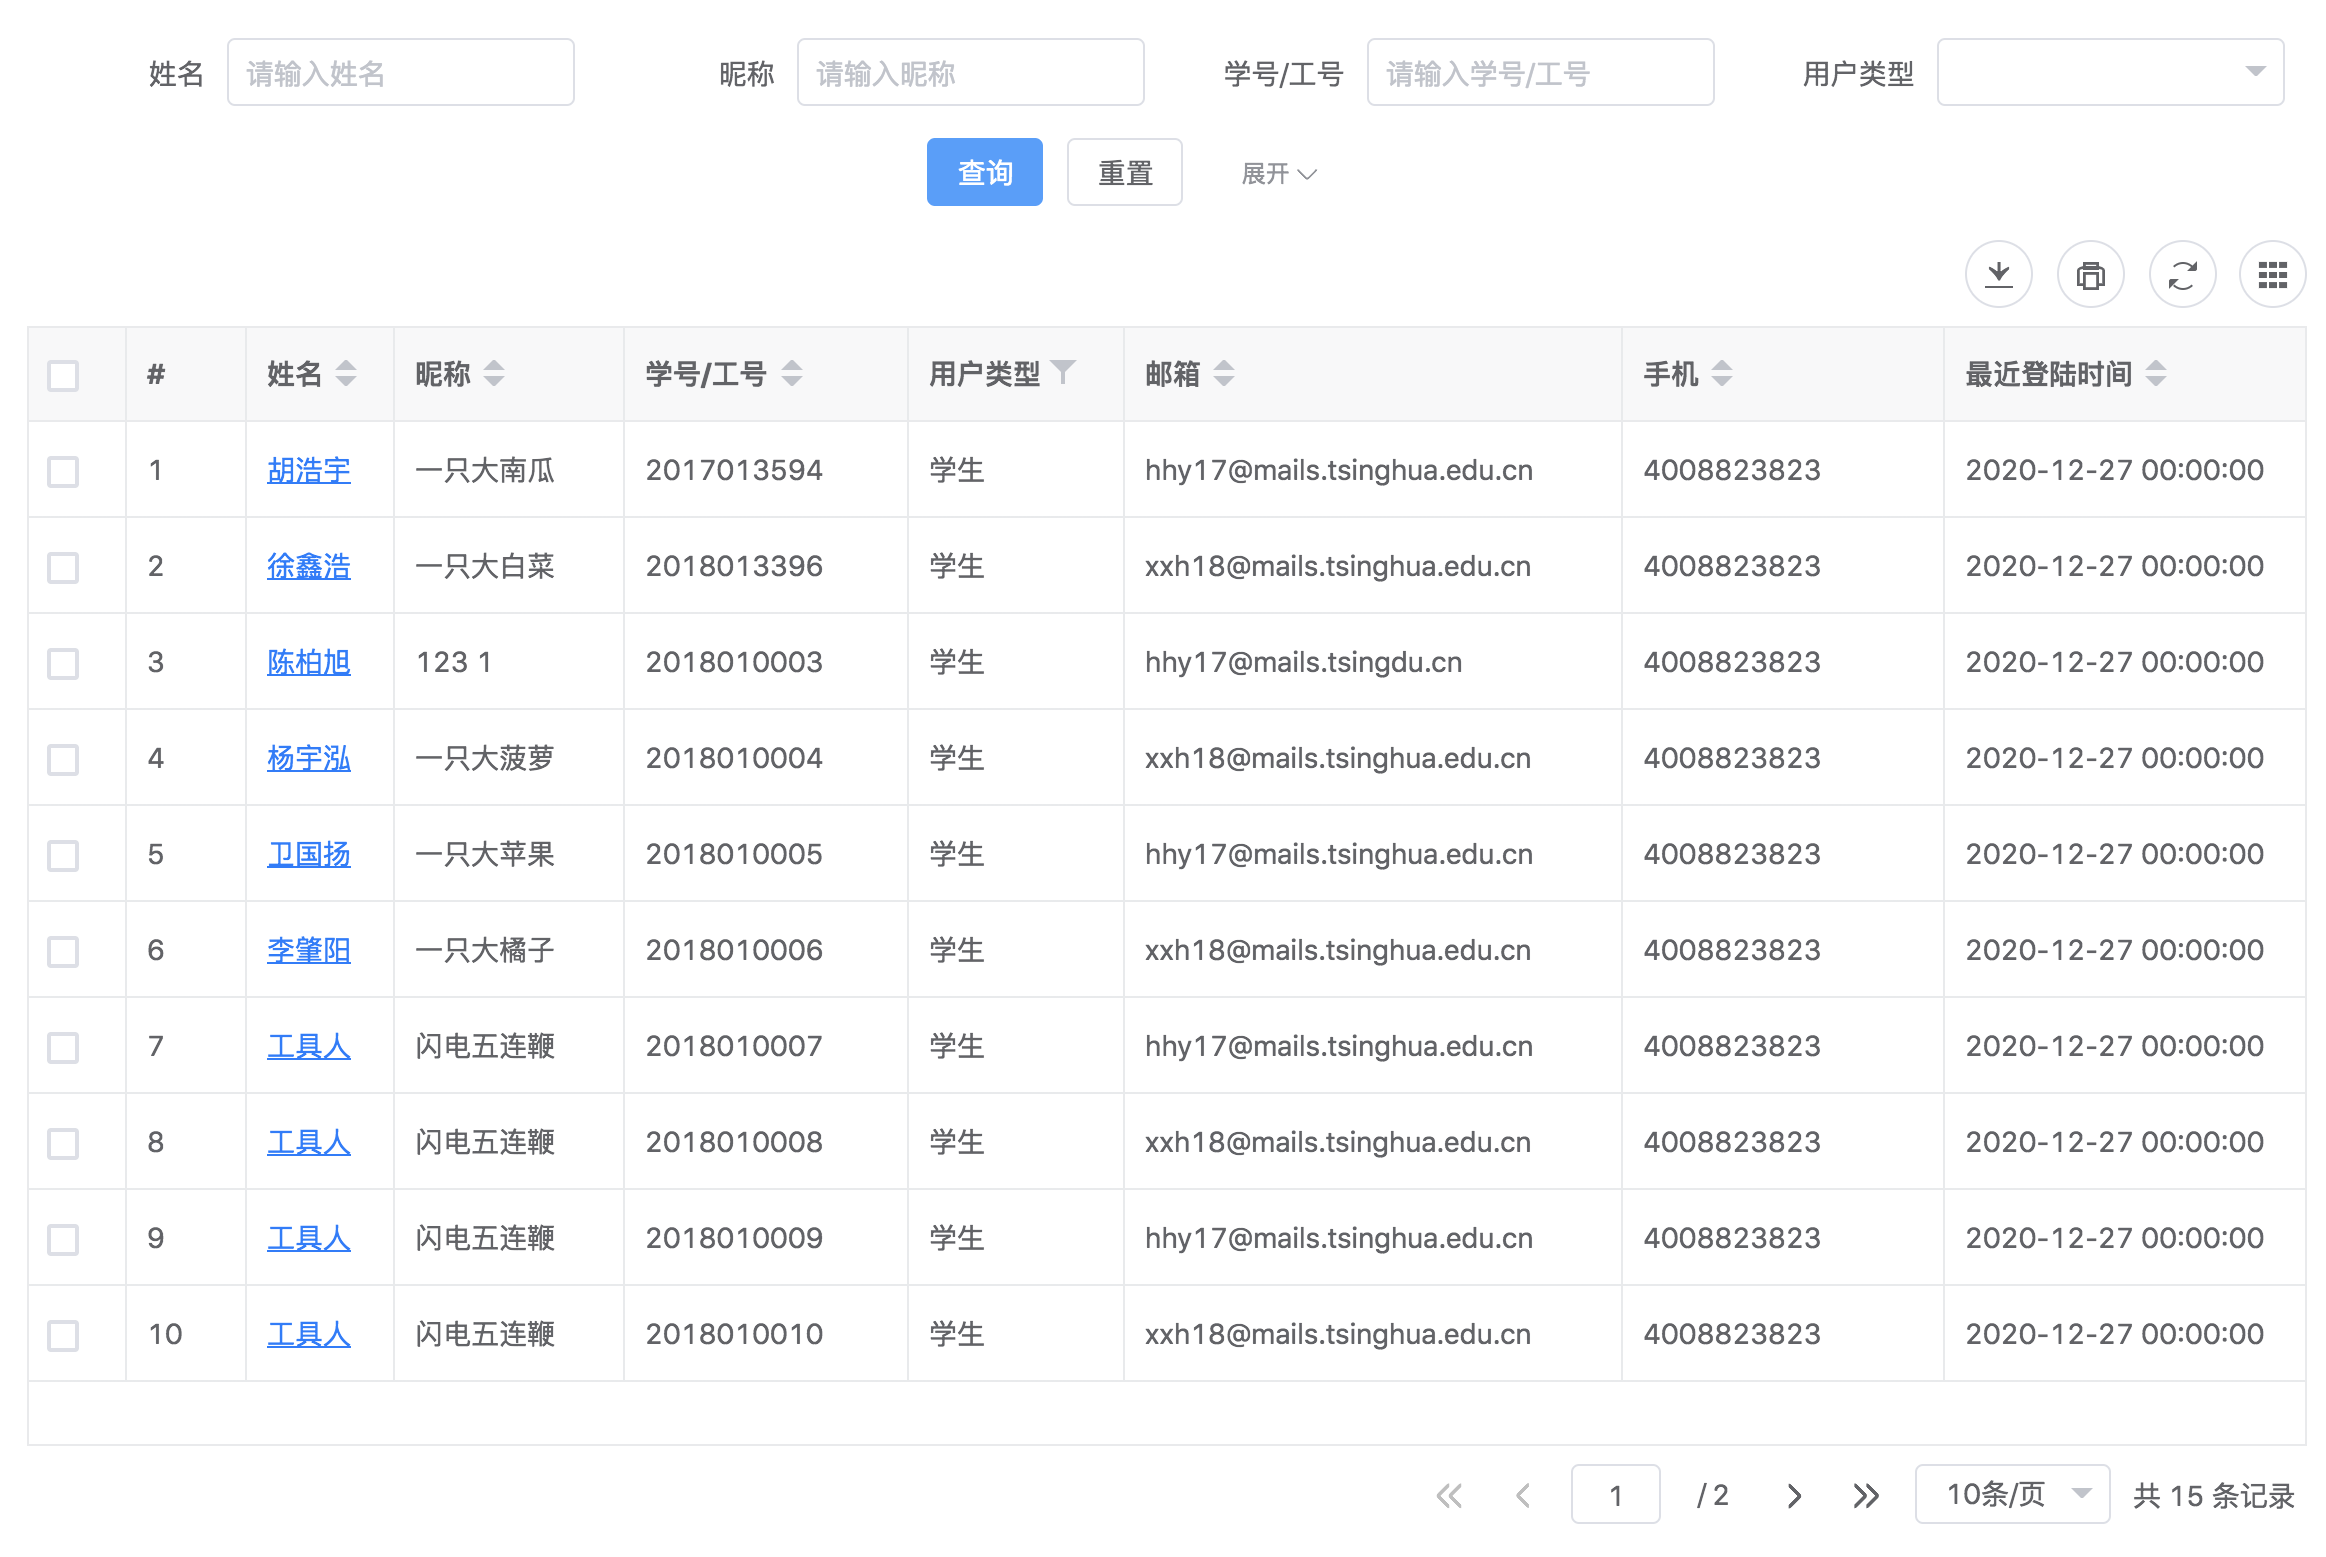 姓名 请输入姓名 昵称 请输入昵称 学号/工号 请输入学号/工号 用户类型
查询 重置 展开
# 姓名 昵称 学号/工号 用户类型 邮箱 手机 最近登陆时间
1 胡浩宇 一只大南瓜 2017013594 学生 hhy17@mails.tsinghua.edu.cn 4008823823 2020-12-27 00:00:00
2 徐鑫浩 一只大白菜 2018013396 学生 xxh18@mails.tsinghua.edu.cn 4008823823 2020-12-27 00:00:00
3 陈柏旭 123 1 2018010003 学生 hhy17@mails.tsingdu.cn 4008823823 2020-12-27 00:00:00
4 杨宇泓 一只大菠萝 2018010004 学生 xxh18@mails.tsinghua.edu.cn 4008823823 2020-12-27 00:00:00
5 卫国扬 一只大苹果 2018010005 学生 hhy17@mails.tsinghua.edu.cn 4008823823 2020-12-27 00:00:00
6 李肇阳 一只大橘子 2018010006 学生 xxh18@mails.tsinghua.edu.cn 4008823823 2020-12-27 00:00:00
7 工具人 闪电五连鞭 2018010007 学生 hhy17@mails.tsinghua.edu.cn 4008823823 2020-12-27 00:00:00
8 工具人 闪电五连鞭 2018010008 学生 xxh18@mails.tsinghua.edu.cn 4008823823 2020-12-27 00:00:00
9 工具人 闪电五连鞭 2018010009 学生 hhy17@mails.tsinghua.edu.cn 4008823823 2020-12-27 00:00:00
10 工具人 闪电五连鞭 2018010010 学生 xxh18@mails.tsinghua.edu.cn 4008823823 2020-12-27 00:00:00
1 / 2 10条/页 共 15 条记录